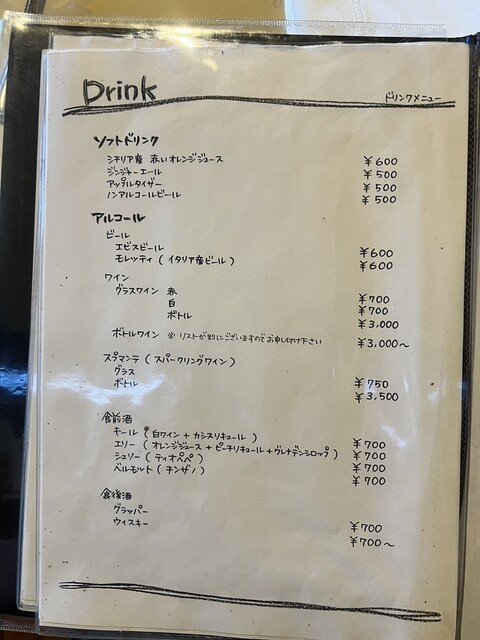 Drink
ドリンクメニュー
ソフトドリンク
シチリア産 赤いオレンジジュース ¥600
ジンジャーエール ¥500
アップルタイザー ¥500
ノンアルコールビール ¥500
アルコール
ビール
エビスビール ¥600
モレッティ (イタリア産ビール) ¥600
ワイン
グラスワイン 赤 ¥700
白 ¥700
ボトル ¥3,000
ボトルワイン ※ リストが別にございますのでお申し付け下さい ¥3,000〜
スプマンテ (スパークリングワイン)
グラス ¥750
ボトル ¥3,500
食前酒
キール (白ワイン + カシスリキュール) ¥700
エリー (オレンジジュース + ピーチリキュール + グレナデンシロップ) ¥700
シェリー (ティオペペ) ¥700
ベルモット (チンザノ) ¥700
食後酒
グラッパー ¥700
ウィスキー ¥700〜